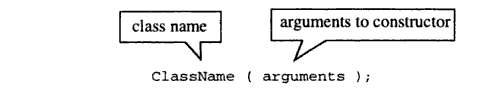 class name
arguments to constructor
ClassName ( arguments );